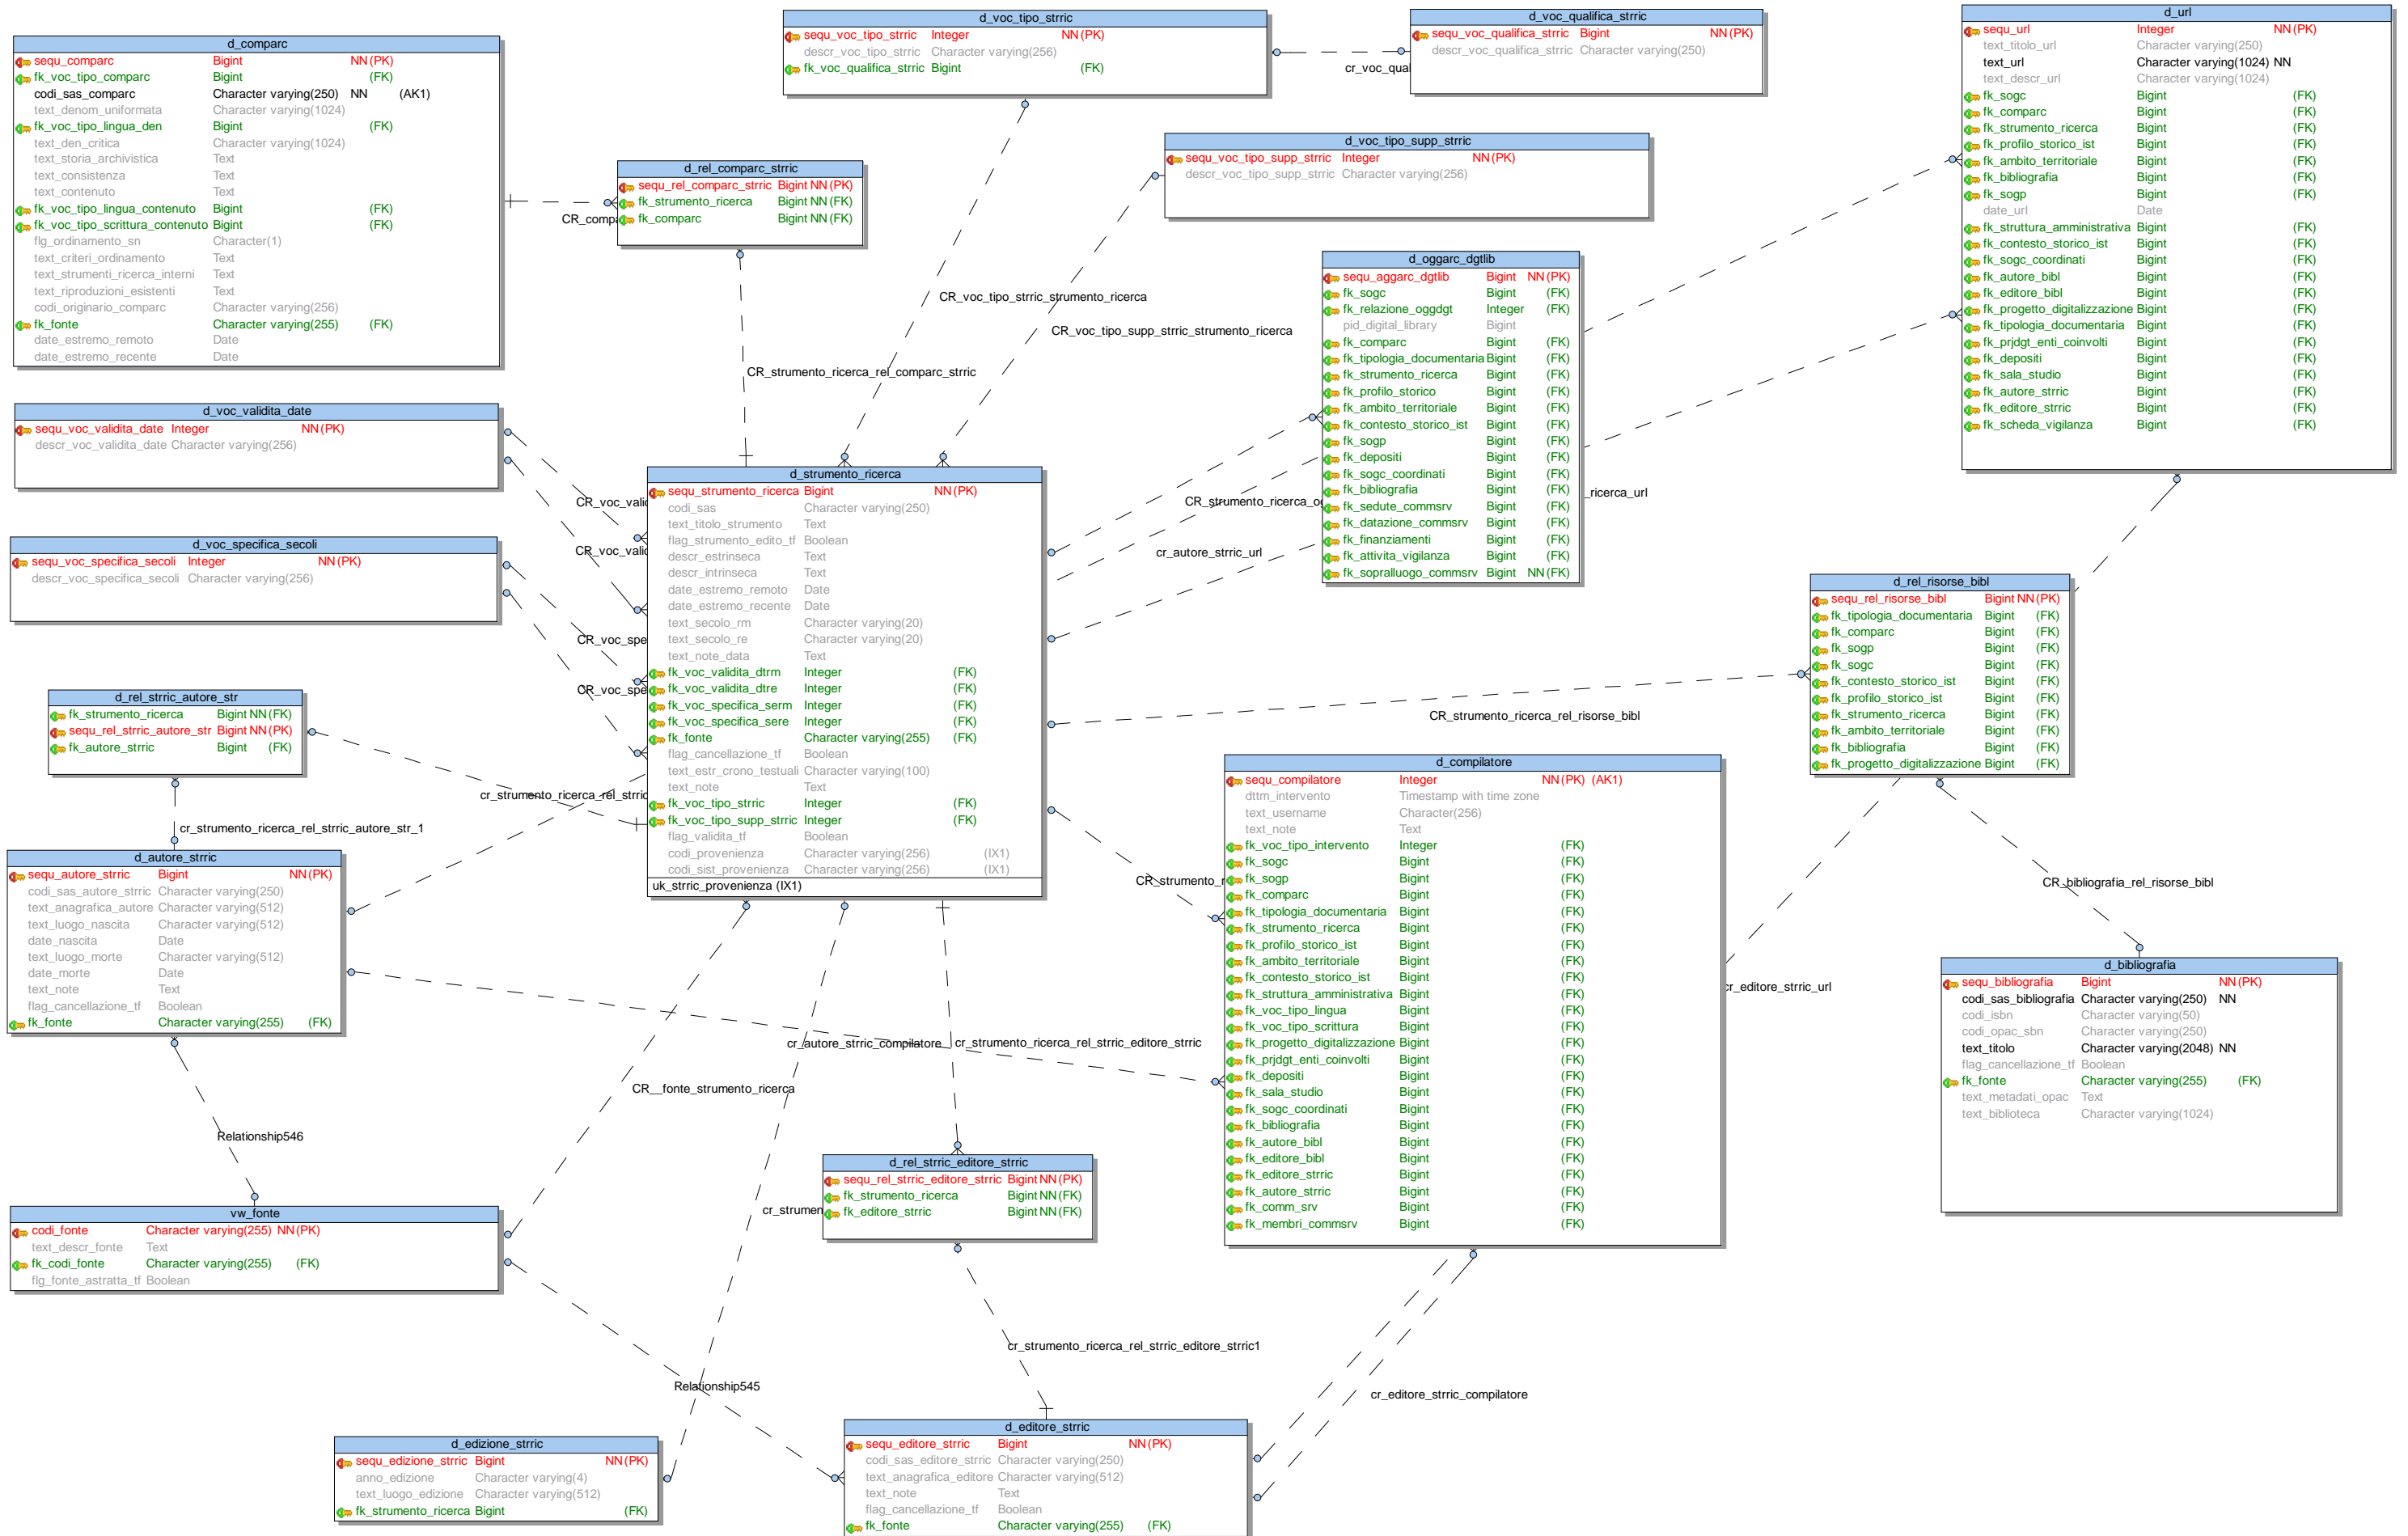 d_comparc
sequ_comparc Bigint NN (PK)
fk_voc_tipo_comparc Bigint (FK)
codi_sas_comparc Character varying(250) NN (AK1)
text_denom_uniformata Character varying(1024)
fk_voc_tipo_lingua_den Bigint (FK)
text_den_critica Character varying(1024)
text_storia_archivistica Text
text_consistenza Text
text_contenuto Text
fk_voc_tipo_lingua_contenuto Bigint (FK)
fk_voc_tipo_scrittura_contenuto Bigint (FK)
flg_ordinamento_sn Character(1)
text_criteri_ordinamento Text
text_strumenti_ricerca_interni Text
text_riproduzioni_esistenti Text
codi_originario_comparc Character varying(256)
fk_fonte Character varying(255) (FK)
date_estremo_remoto Date
date_estremo_recente Date
d_voc_tipo_strric
sequ_voc_tipo_strric Integer NN (PK)
descr_voc_tipo_strric Character varying(256)
fk_voc_qualifica_strric Bigint (FK)
cr_voc_qual
d_voc_qualifica_strric
sequ_voc_qualifica_strric Bigint NN (PK)
descr_voc_qualifica_strric Character varying(250)
d_url
sequ_url Integer NN (PK)
text_titolo_url Character varying(250)
text_url Character varying(1024) NN
text_descr_url Character varying(1024)
fk_sogc Bigint (FK)
fk_comparc Bigint (FK)
fk_strumento_ricerca Bigint (FK)
fk_profilo_storico_ist Bigint (FK)
fk_ambito_territoriale Bigint (FK)
fk_bibliografia Bigint (FK)
fk_sogp Bigint (FK)
date_url Date
fk_struttura_amministrativa Bigint (FK)
fk_contesto_storico_ist Bigint (FK)
fk_sogc_coordinati Bigint (FK)
fk_autore_bibl Bigint (FK)
fk_editore_bibl Bigint (FK)
fk_progetto_digitalizzazione Bigint (FK)
fk_tipologia_documentaria Bigint (FK)
fk_prjdgt_enti_coinvolti Bigint (FK)
fk_depositi Bigint (FK)
fk_sala_studio Bigint (FK)
fk_autore_strric Bigint (FK)
fk_editore_strric Bigint (FK)
fk_scheda_vigilanza Bigint (FK)
d_rel_comparc_strric
sequ_rel_comparc_strric Bigint NN (PK)
fk_strumento_ricerca Bigint NN (FK)
fk_comparc Bigint NN (FK)
CR_compa
d_voc_tipo_supp_strric
sequ_voc_tipo_supp_strric Integer NN (PK)
descr_voc_tipo_supp_strric Character varying(256)
CR_voc_tipo_strric_strumento_ricerca
CR_voc_tipo_supp_strric_strumento_ricerca
CR_strumento_ricerca_rel_comparc_strric
d_oggarc_dgtlib
sequ_aggarc_dgtlib Bigint NN (PK)
fk_sogc Bigint (FK)
fk_relazione_oggdgt Integer (FK)
pid_digital_library Bigint
fk_comparc Bigint (FK)
fk_tipologia_documentaria Bigint (FK)
fk_strumento_ricerca Bigint (FK)
fk_profilo_storico Bigint (FK)
fk_ambito_territoriale Bigint (FK)
fk_contesto_storico_ist Bigint (FK)
fk_sogp Bigint (FK)
fk_depositi Bigint (FK)
fk_sogc_coordinati Bigint (FK)
fk_bibliografia Bigint (FK)
fk_sedute_commsrv Bigint (FK)
fk_datazione_commsrv Bigint (FK)
fk_finanziamenti Bigint (FK)
fk_attivita_vigilanza Bigint (FK)
fk_sopralluogo_commsrv Bigint NN (FK)
_ricerca_url
CR_strumento_ricerca_og
cr_autore_strric_url
d_voc_validita_date
sequ_voc_validita_date Integer NN (PK)
descr_voc_validita_date Character varying(256)
CR_voc_valid
CR_voc_valid
d_voc_specifica_secoli
sequ_voc_specifica_secoli Integer NN (PK)
descr_voc_specifica_secoli Character varying(256)
CR_voc_spe
CR_voc_spe
d_strumento_ricerca
sequ_strumento_ricerca Bigint NN (PK)
codi_sas Character varying(250)
text_titolo_strumento Text
flag_strumento_edito_tf Boolean
descr_estrinseca Text
descr_intrinseca Text
date_estremo_remoto Date
date_estremo_recente Date
text_secolo_rm Character varying(20)
text_secolo_re Character varying(20)
text_note_data Text
fk_voc_validita_dtrm Integer (FK)
fk_voc_validita_dtre Integer (FK)
fk_voc_specifica_serm Integer (FK)
fk_voc_specifica_sere Integer (FK)
fk_fonte Character varying(255) (FK)
flag_cancellazione_tf Boolean
text_estr_crono_testuali Character varying(100)
text_note Text
fk_voc_tipo_strric Integer (FK)
fk_voc_tipo_supp_strric Integer (FK)
flag_validita_tf Boolean
codi_provenienza Character varying(256) (IX1)
codi_sist_provenienza Character varying(256) (IX1)
uk_strric_provenienza (IX1)
d_rel_strric_autore_str
fk_strumento_ricerca Bigint NN (FK)
sequ_rel_strric_autore_str Bigint NN (PK)
fk_autore_strric Bigint (FK)
cr_strumento_ricerca_rel_strric
cr_strumento_ricerca_rel_strric_autore_str_1
d_autore_strric
sequ_autore_strric Bigint NN (PK)
codi_sas_autore_strric Character varying(250)
text_anagrafica_autore Character varying(512)
text_luogo_nascita Character varying(512)
date_nascita Date
text_luogo_morte Character varying(512)
date_morte Date
text_note Text
flag_cancellazione_tf Boolean
fk_fonte Character varying(255) (FK)
d_rel_risorse_bibl
sequ_rel_risorse_bibl Bigint NN (PK)
fk_tipologia_documentaria Bigint (FK)
fk_comparc Bigint (FK)
fk_sogp Bigint (FK)
fk_sogc Bigint (FK)
fk_contesto_storico_ist Bigint (FK)
fk_profilo_storico_ist Bigint (FK)
fk_strumento_ricerca Bigint (FK)
fk_ambito_territoriale Bigint (FK)
fk_bibliografia Bigint (FK)
fk_progetto_digitalizzazione Bigint (FK)
CR_strumento_ricerca_rel_risorse_bibl
d_compilatore
sequ_compilatore Integer NN (PK) (AK1)
dttm_intervento Timestamp with time zone
text_username Character(256)
text_note Text
fk_voc_tipo_intervento Integer (FK)
fk_sogc Bigint (FK)
fk_sogp Bigint (FK)
fk_comparc Bigint (FK)
fk_tipologia_documentaria Bigint (FK)
fk_strumento_ricerca Bigint (FK)
fk_profilo_storico_ist Bigint (FK)
fk_ambito_territoriale Bigint (FK)
fk_contesto_storico_ist Bigint (FK)
fk_struttura_amministrativa Bigint (FK)
fk_voc_tipo_lingua Bigint (FK)
fk_voc_tipo_scrittura Bigint (FK)
fk_progetto_digitalizzazione Bigint (FK)
fk_prjdgt_enti_coinvolti Bigint (FK)
fk_depositi Bigint (FK)
fk_sala_studio Bigint (FK)
fk_sogc_coordinati Bigint (FK)
fk_bibliografia Bigint (FK)
fk_autore_bibl Bigint (FK)
fk_editore_bibl Bigint (FK)
fk_editore_strric Bigint (FK)
fk_autore_strric Bigint (FK)
fk_comm_srv Bigint (FK)
fk_membri_commsrv Bigint (FK)
CR_strumento_r
CR_bibliografia_rel_risorse_bibl
cr_editore_strric_url
d_bibliografia
sequ_bibliografia Bigint NN (PK)
codi_sas_bibliografia Character varying(250) NN
codi_isbn Character varying(50)
codi_opac_sbn Character varying(250)
text_titolo Character varying(2048) NN
flag_cancellazione_tf Boolean
fk_fonte Character varying(255) (FK)
text_metadati_opac Text
text_biblioteca Character varying(1024)
cr_autore_strric_compilatore
cr_strumento_ricerca_rel_strric_editore_strric
CR__fonte_strumento_ricerca
Relationship546
vw_fonte
codi_fonte Character varying(255) NN (PK)
text_descr_fonte Text
fk_codi_fonte Character varying(255) (FK)
flg_fonte_astratta_tf Boolean
d_rel_strric_editore_strric
sequ_rel_strric_editore_strric Bigint NN (PK)
fk_strumento_ricerca Bigint NN (FK)
fk_editore_strric Bigint NN (FK)
cr_strumen
cr_strumento_ricerca_rel_strric_editore_strric1
Relationship545
cr_editore_strric_compilatore
d_edizione_strric
sequ_edizione_strric Bigint NN (PK)
anno_edizione Character varying(4)
text_luogo_edizione Character varying(512)
fk_strumento_ricerca Bigint (FK)
d_editore_strric
sequ_editore_strric Bigint NN (PK)
codi_sas_editore_strric Character varying(250)
text_anagrafica_editore Character varying(512)
text_note Text
flag_cancellazione_tf Boolean
fk_fonte Character varying(255) (FK)